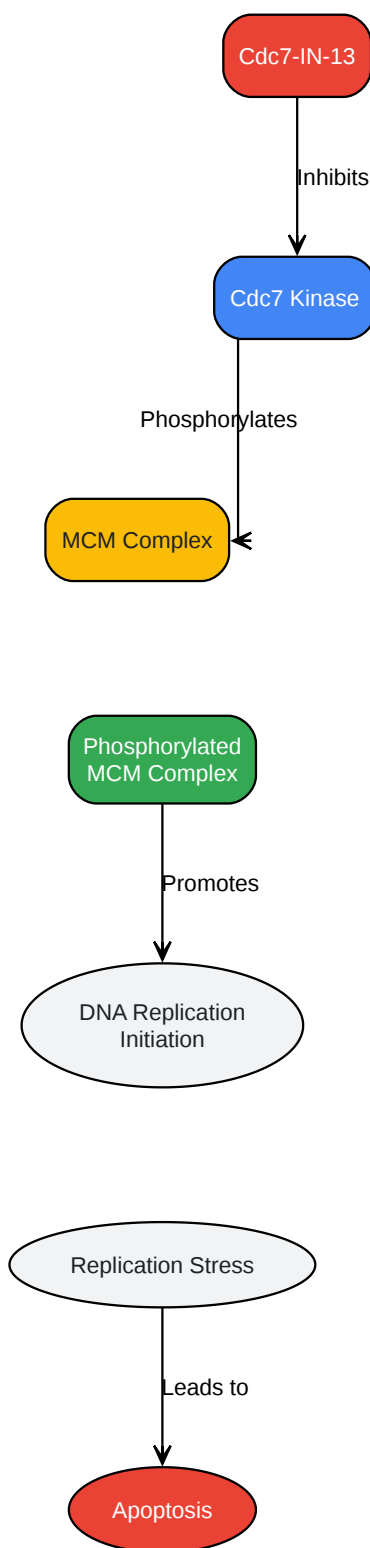 Cdc7-IN-13
Inhibits
Cdc7 Kinase
Phosphorylates
MCM Complex
Phosphorylated
MCM Complex
Promotes
DNA Replication
Initiation
Replication Stress
Leads to
Apoptosis